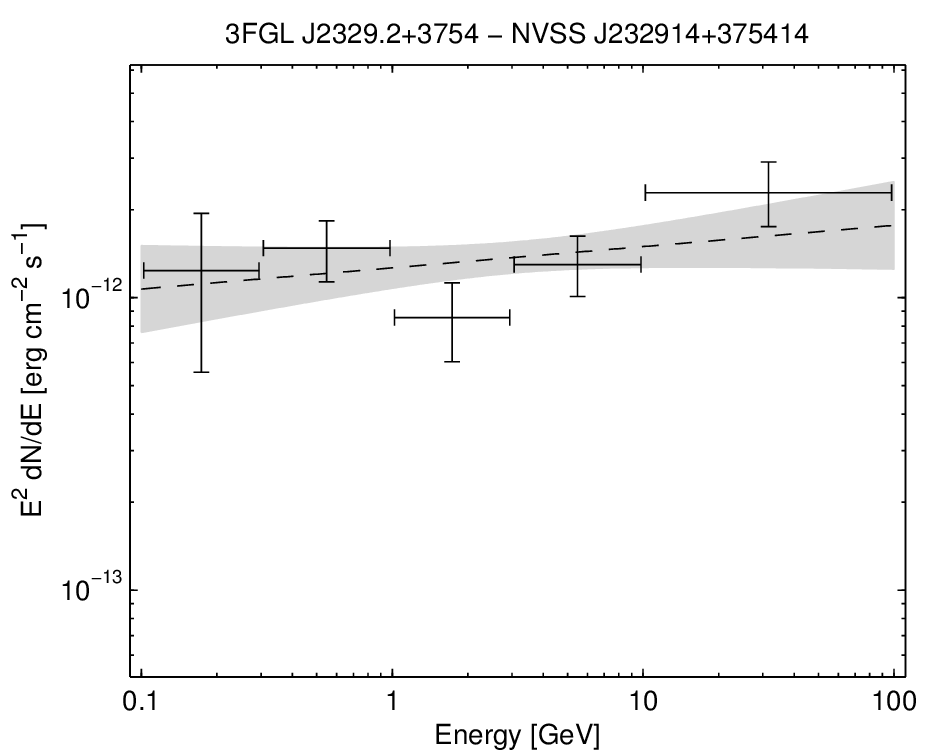 3FGL J2329.2+3754 − NVSS J232914+375414
E² dN/dE [erg cm⁻² s⁻¹]
10⁻¹²
10⁻¹³
0.1 1 10 100
Energy [GeV]